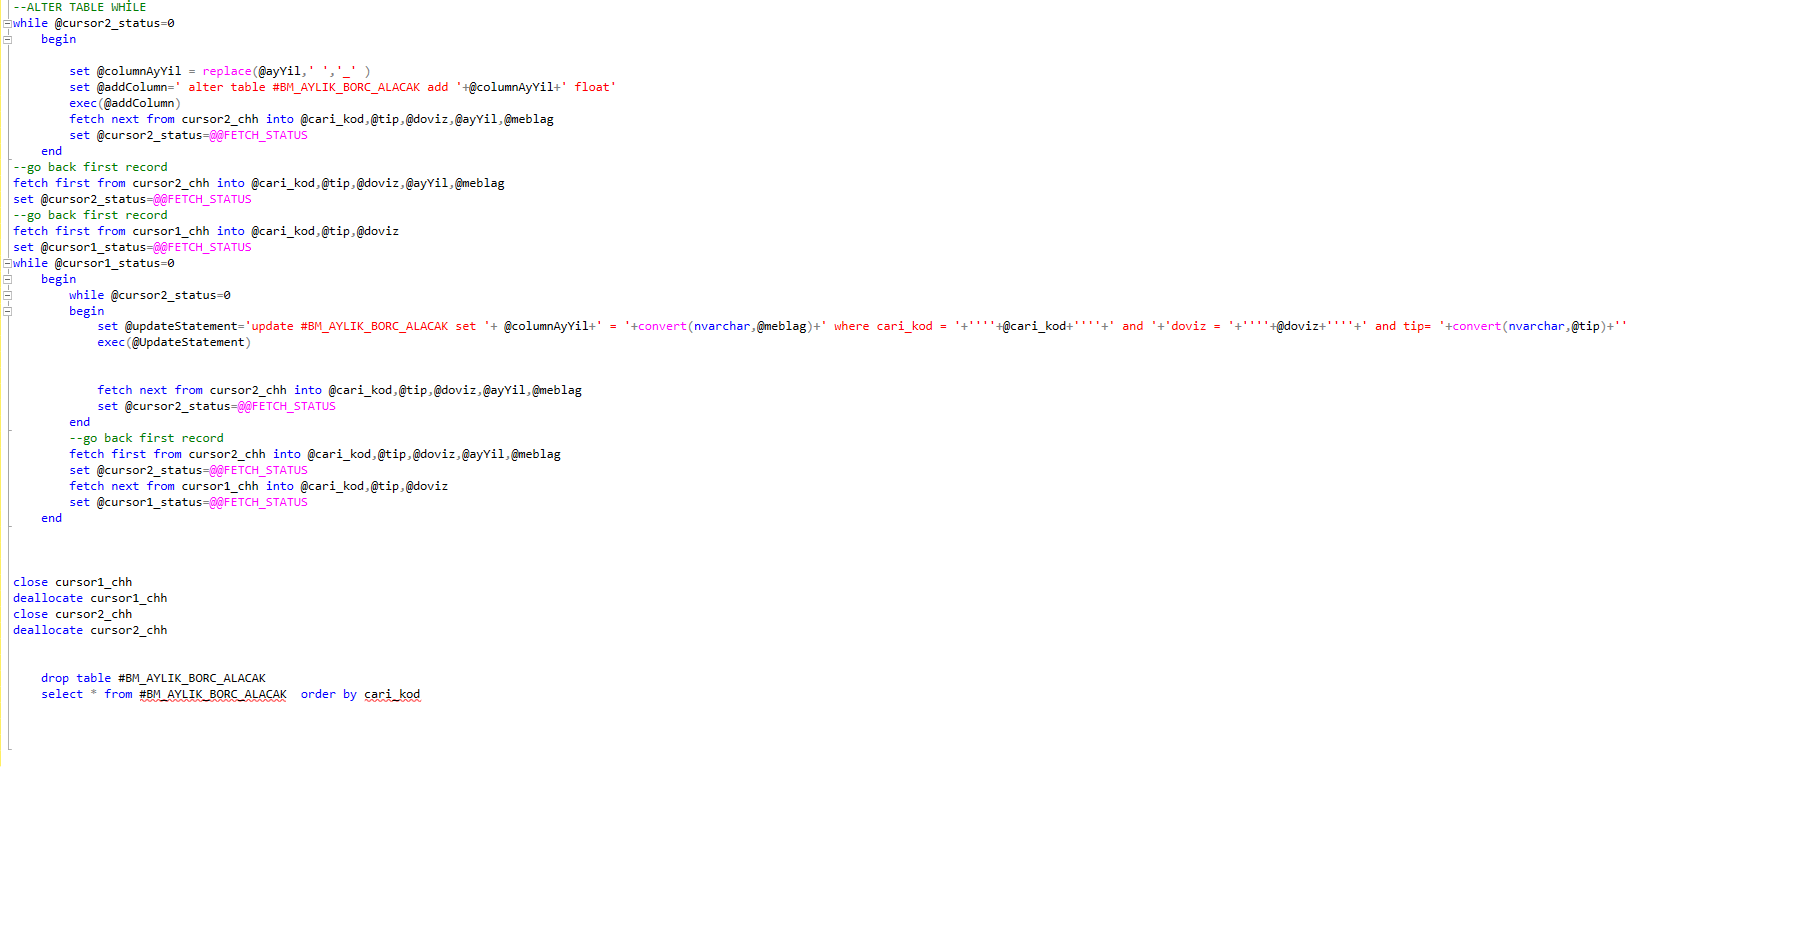 --ALTER TABLE WHİLE
while @cursor2_status=0
begin
set @columnAyYil = replace(@ayYil,' ','_' )
set @addColumn=' alter table #BM_AYLIK_BORC_ALACAK add '+@columnAyYil+' float'
exec(@addColumn)
fetch next from cursor2_chh into @cari_kod,@tip,@doviz,@ayYil,@meblag
set @cursor2_status=@@FETCH_STATUS
end
--go back first record
fetch first from cursor2_chh into @cari_kod,@tip,@doviz,@ayYil,@meblag
set @cursor2_status=@@FETCH_STATUS
--go back first record
fetch first from cursor1_chh into @cari_kod,@tip,@doviz
set @cursor1_status=@@FETCH_STATUS
while @cursor1_status=0
begin
while @cursor2_status=0
begin
set @updateStatement='update #BM_AYLIK_BORC_ALACAK set '+ @columnAyYil+' = '+convert(nvarchar,@meblag)+' where cari_kod = '+''''+@cari_kod+''''+' and '+'doviz = '+''''+@doviz+''''+' and tip= '+convert(nvarchar,@tip)+''
exec(@UpdateStatement)
fetch next from cursor2_chh into @cari_kod,@tip,@doviz,@ayYil,@meblag
set @cursor2_status=@@FETCH_STATUS
end
--go back first record
fetch first from cursor2_chh into @cari_kod,@tip,@doviz,@ayYil,@meblag
set @cursor2_status=@@FETCH_STATUS
fetch next from cursor1_chh into @cari_kod,@tip,@doviz
set @cursor1_status=@@FETCH_STATUS
end
close cursor1_chh
deallocate cursor1_chh
close cursor2_chh
deallocate cursor2_chh
drop table #BM_AYLIK_BORC_ALACAK
select * from #BM_AYLIK_BORC_ALACAK  order by cari_kod